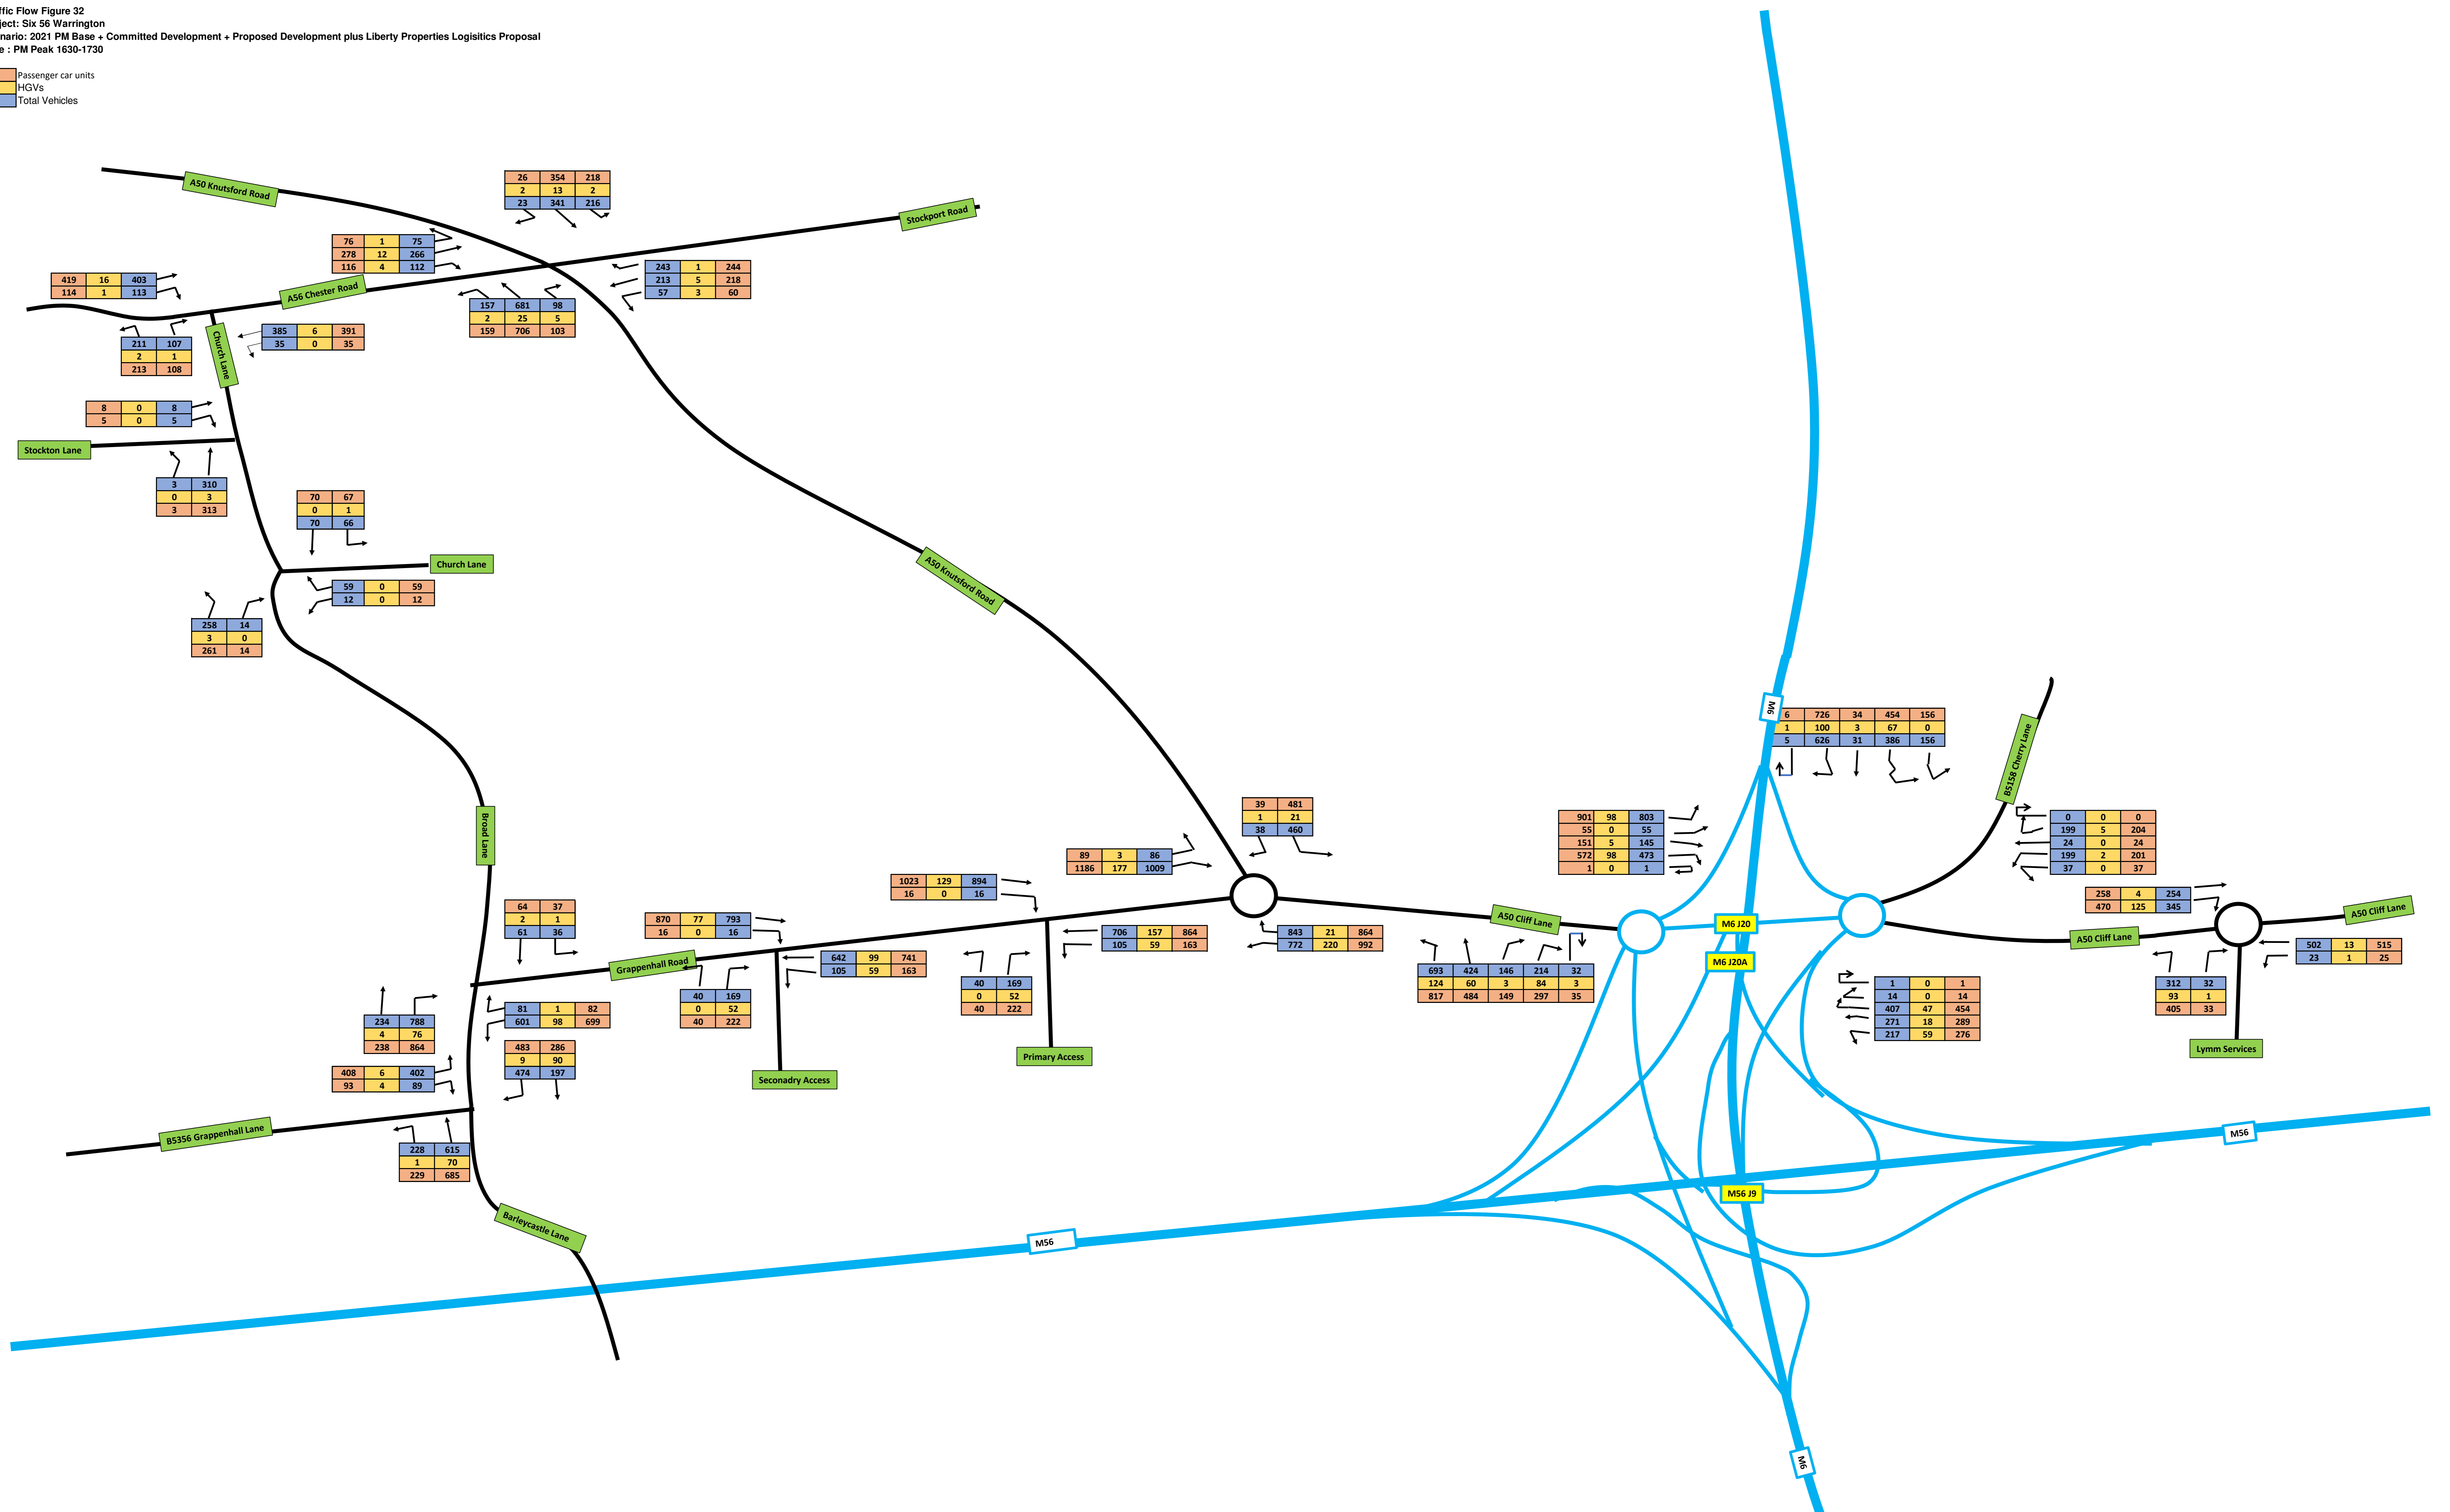 ffic Flow Figure 32
ject: Six 56 Warrington
nario: 2021 PM Base + Committed Development + Proposed Development plus Liberty Properties Logisitics Proposal
e : PM Peak 1630-1730
Passenger car units
HGVs
Total Vehicles
A50 Knutsford Road
26 354 218
2 13 2
23 341 216
Stockport Road
76 1 75
278 12 266
116 4 112
243 1 244
213 5 218
57 3 60
419 16 403
114 1 113
A56 Chester Road
157 681 98
2 25 5
159 706 103
Church Lane
385 6 391
35 0 35
211 107
2 1
213 108
8 0 8
5 0 5
Stockton Lane
3 310
0 3
3 313
70 67
0 1
70 66
Church Lane
59 0 59
12 0 12
258 14
3 0
261 14
A50 Knutsford Road
M6
6 726 34 454 156
1 100 3 67 0
5 626 31 386 156
B5158 Cherry Lane
Broad Lane
39 481
1 21
38 460
901 98 803
55 0 55
151 5 145
572 98 473
1 0 1
0 0 0
199 5 204
24 0 24
199 2 201
37 0 37
89 3 86
1186 177 1009
1023 129 894
16 0 16
258 4 254
470 125 345
64 37
2 1
61 36
870 77 793
16 0 16
A50 Cliff Lane
M6 J20
A50 Cliff Lane
A50 Cliff Lane
706 157 864
105 59 163
843 21 864
772 220 992
502 13 515
23 1 25
Grappenhall Road
642 99 741
105 59 163
M6 J20A
693 424 146 214 32
124 60 3 84 3
817 484 149 297 35
40 169
0 52
40 222
40 169
0 52
40 222
1 0 1
14 0 14
407 47 454
271 18 289
217 59 276
312 32
93 1
405 33
81 1 82
601 98 699
234 788
4 76
238 864
483 286
9 90
474 197
Primary Access
Lymm Services
408 6 402
93 4 89
Seconadry Access
B5356 Grappenhall Lane
228 615
1 70
229 685
M56
M56 J9
Barleycastle Lane
M56
M6